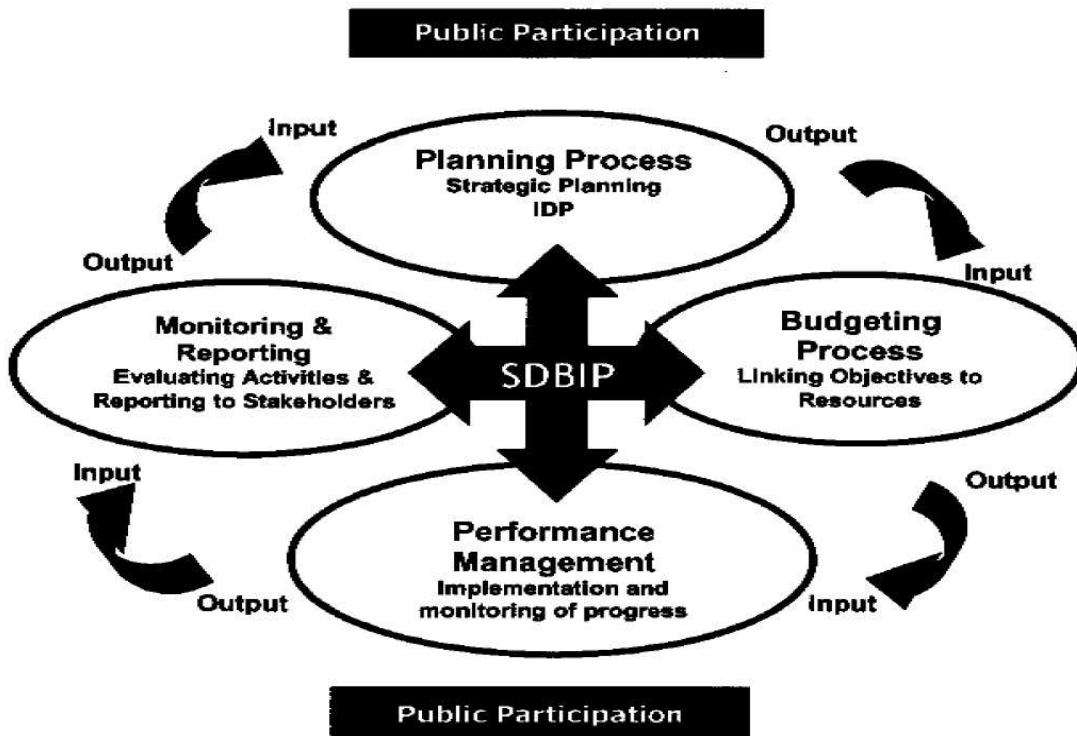 Public Participation
Input
Output
Planning Process
Strategic Planning
IDP
Output
Input
Monitoring &
Reporting
Evaluating Activities &
Reporting to Stakeholders
SDBIP
Budgeting
Process
Linking Objectives to
Resources
Input
Output
Performance
Management
Implementation and
monitoring of progress
Output
Input
Public Participation